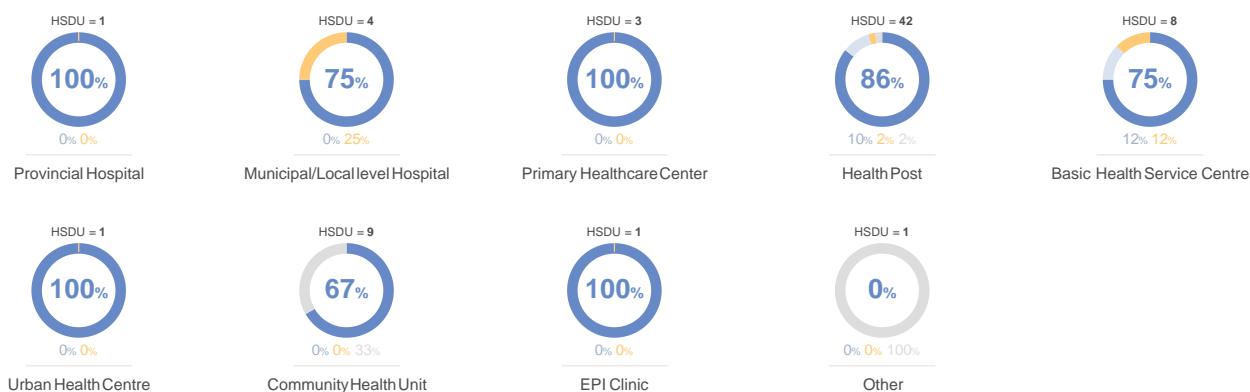 HSDU = 1
100%
0% 0%
Provincial Hospital
HSDU = 4
75%
0% 25%
Municipal/Local level Hospital
HSDU = 3
100%
0% 0%
Primary Healthcare Center
HSDU = 42
86%
10% 2% 2%
Health Post
HSDU = 8
75%
12% 12%
Basic Health Service Centre
HSDU = 1
100%
0% 0%
Urban Health Centre
HSDU = 9
67%
0% 0% 33%
Community Health Unit
HSDU = 1
100%
0% 0%
EPI Clinic
HSDU = 1
0%
0% 0% 100%
Other